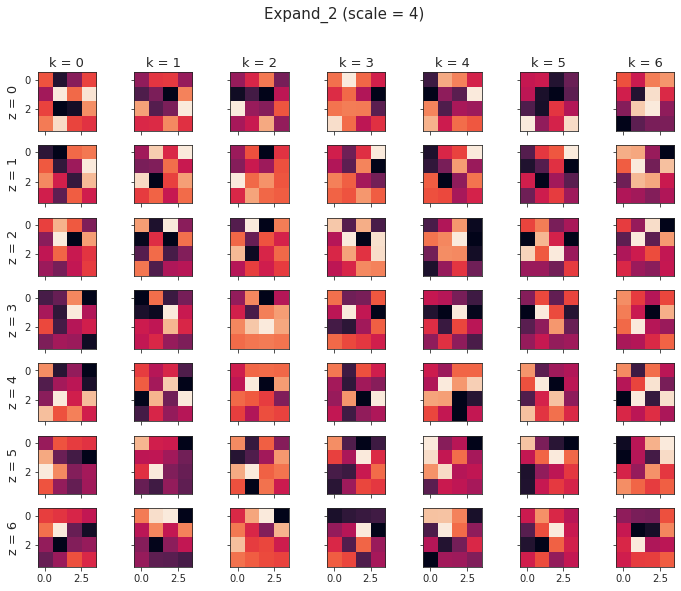 Expand_2 (scale = 4)
k = 0 k = 1 k = 2 k = 3 k = 4 k = 5 k = 6
z = 0
0
2
z = 1
0
2
z = 2
0
2
z = 3
0
2
z = 4
0
2
z = 5
0
2
z = 6
0
2
0.0 2.5 0.0 2.5 0.0 2.5 0.0 2.5 0.0 2.5 0.0 2.5 0.0 2.5